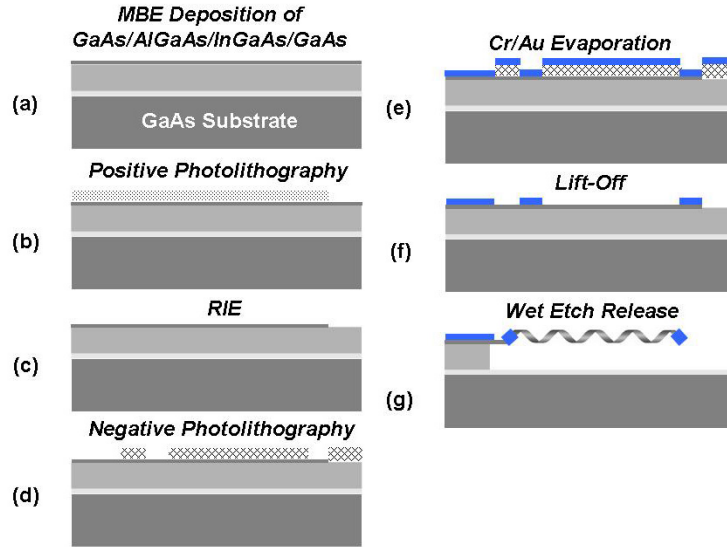 MBE Deposition of
GaAs/AlGaAs/InGaAs/GaAs
(a)
GaAs Substrate
Positive Photolithography
(b)
RIE
(c)
Negative Photolithography
(d)
Cr/Au Evaporation
(e)
Lift-Off
(f)
Wet Etch Release
(g)